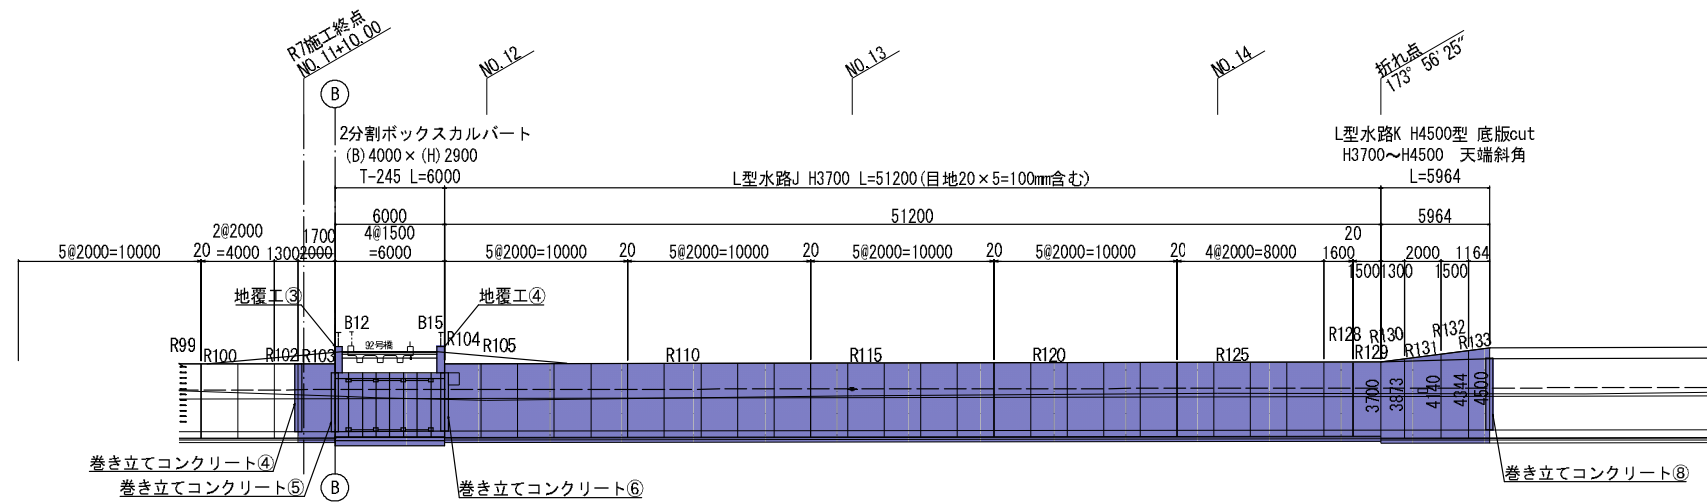 R7施工終点
NO.11+10.00
NO.12
NO.13
NO.14
折れ点
173° 56′ 25″
B
2分割ボックスカルバート
(B)4000×(H)2900
T-245 L=6000
L型水路J H3700 L=51200(目地20×5=100mm含む)
L型水路K H4500型 底版cut
H3700～H4500 天端斜角
L=5964
6000
51200
5964
5@2000=10000
20
2@2000
=4000
1300
1700
2000
4@1500
=6000
5@2000=10000
20
5@2000=10000
20
5@2000=10000
20
5@2000=10000
20
4@2000=8000
1600
20
1500
1300
2000
1500
1164
地覆工③
地覆工④
B12
92号橋
B15
R99
R100
R102
R103
R104
R105
R110
R115
R120
R125
R128
R129
R130
R131
R132
R133
3700
3873
4140
4344
4500
巻き立てコンクリート④
巻き立てコンクリート⑤
B
巻き立てコンクリート⑥
巻き立てコンクリート⑧